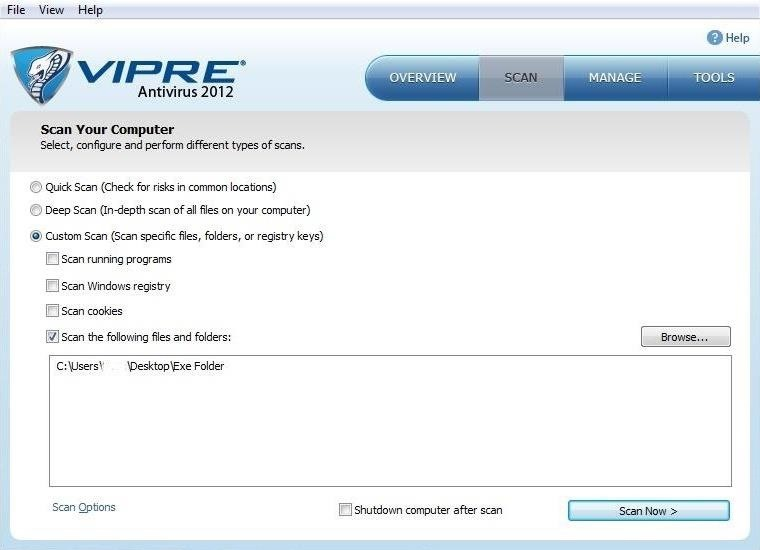 File View Help
Help
VIPRE®
Antivirus 2012
OVERVIEW SCAN MANAGE TOOLS
Scan Your Computer
Select, configure and perform different types of scans.
Quick Scan (Check for risks in common locations)
Deep Scan (In-depth scan of all files on your computer)
Custom Scan (Scan specific files, folders, or registry keys)
Scan running programs
Scan Windows registry
Scan cookies
Scan the following files and folders:
Browse...
C:\Users\ \Desktop\Exe Folder
Scan Options
Shutdown computer after scan
Scan Now >